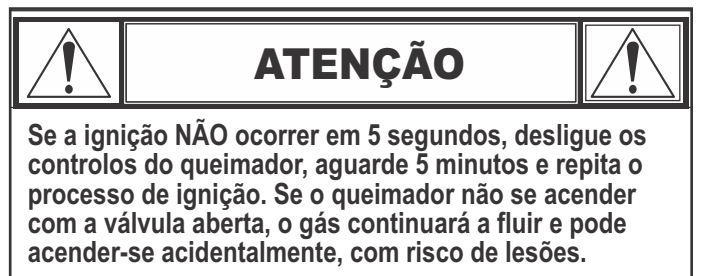 ATENÇÃO
Se a ignição NÃO ocorrer em 5 segundos, desligue os
controlos do queimador, aguarde 5 minutos e repita o
processo de ignição. Se o queimador não se acender
com a válvula aberta, o gás continuará a fluir e pode
acender-se acidentalmente, com risco de lesões.